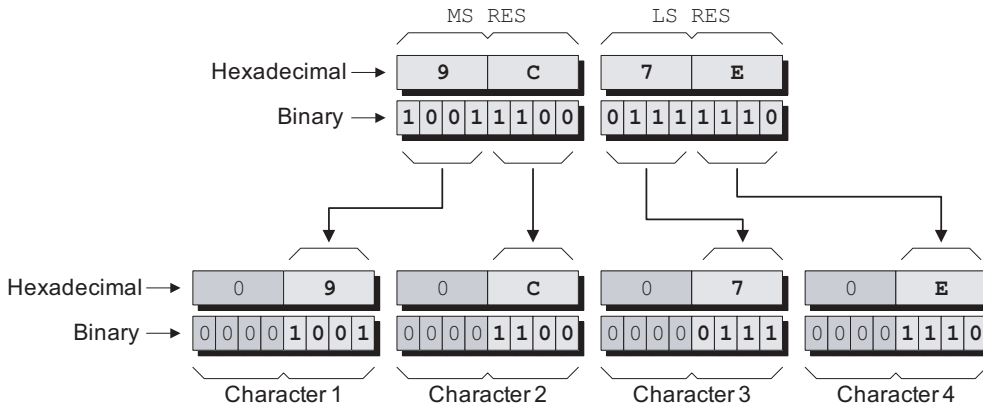 MS RES LS RES
Hexadecimal 9 C 7 E
Binary 1 0 0 1 1 1 0 0 0 1 1 1 1 1 1 0
Hexadecimal 0 9 0 C 0 7 0 E
Binary 0 0 0 0 1 0 0 1 0 0 0 0 1 1 0 0 0 0 0 0 0 1 1 1 0 0 0 0 1 1 1 0
Character 1 Character 2 Character 3 Character 4